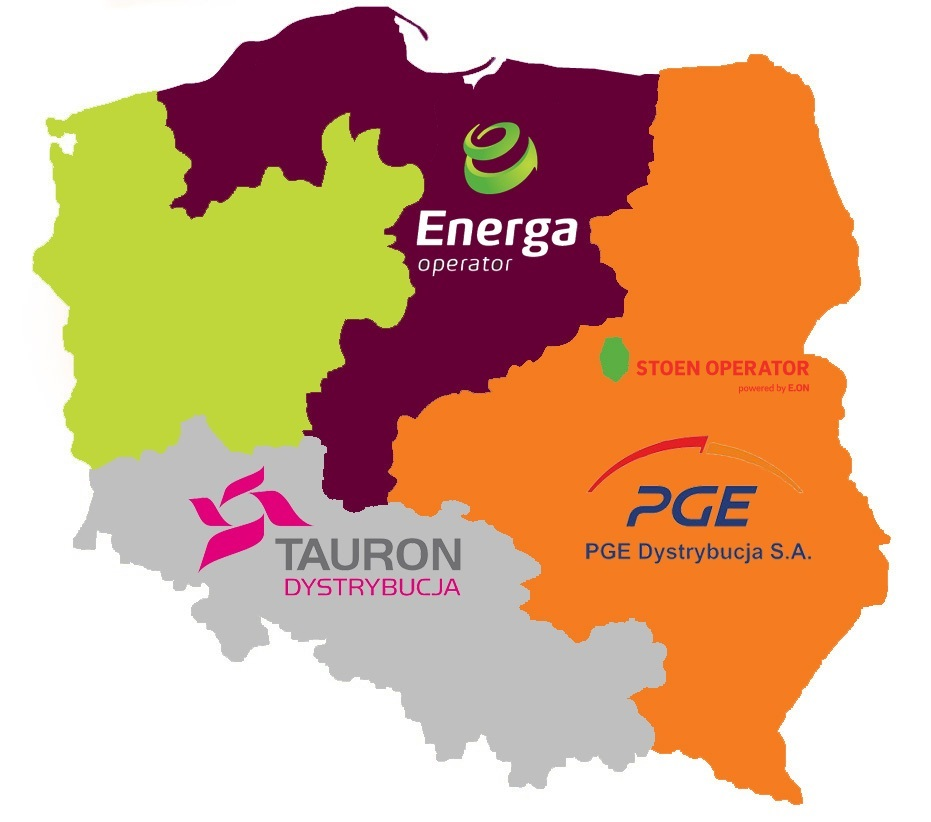 Energa
operator
STOEN OPERATOR
powered by E.ON
PGE
PGE Dystrybucja S.A.
TAURON
DYSTRYBUCJA